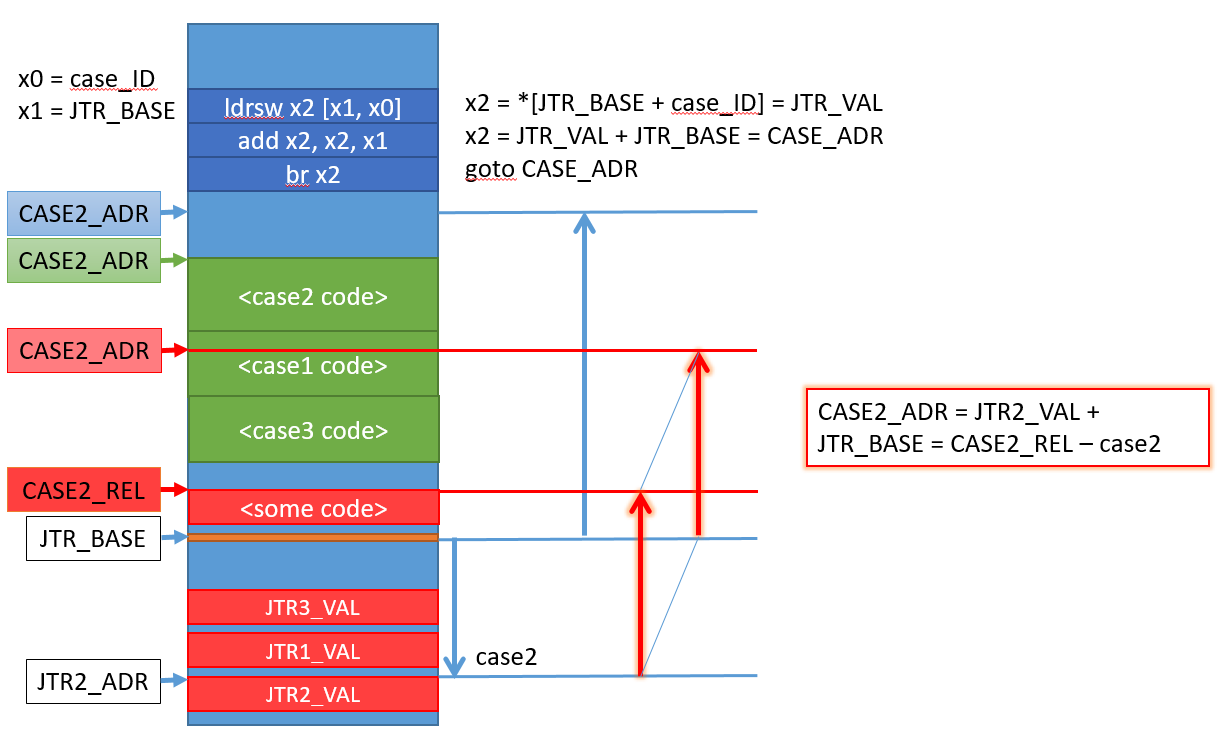 x0 = case_ID
x1 = JTR_BASE
ldrsw x2 [x1, x0]
add x2, x2, x1
br x2
x2 = *[JTR_BASE + case_ID] = JTR_VAL
x2 = JTR_VAL + JTR_BASE = CASE_ADR
goto CASE_ADR
CASE2_ADR
CASE2_ADR
<case2 code>
CASE2_ADR
<case1 code>
<case3 code>
CASE2_ADR = JTR2_VAL +
JTR_BASE = CASE2_REL – case2
CASE2_REL
<some code>
JTR_BASE
JTR3_VAL
JTR1_VAL
case2
JTR2_ADR
JTR2_VAL